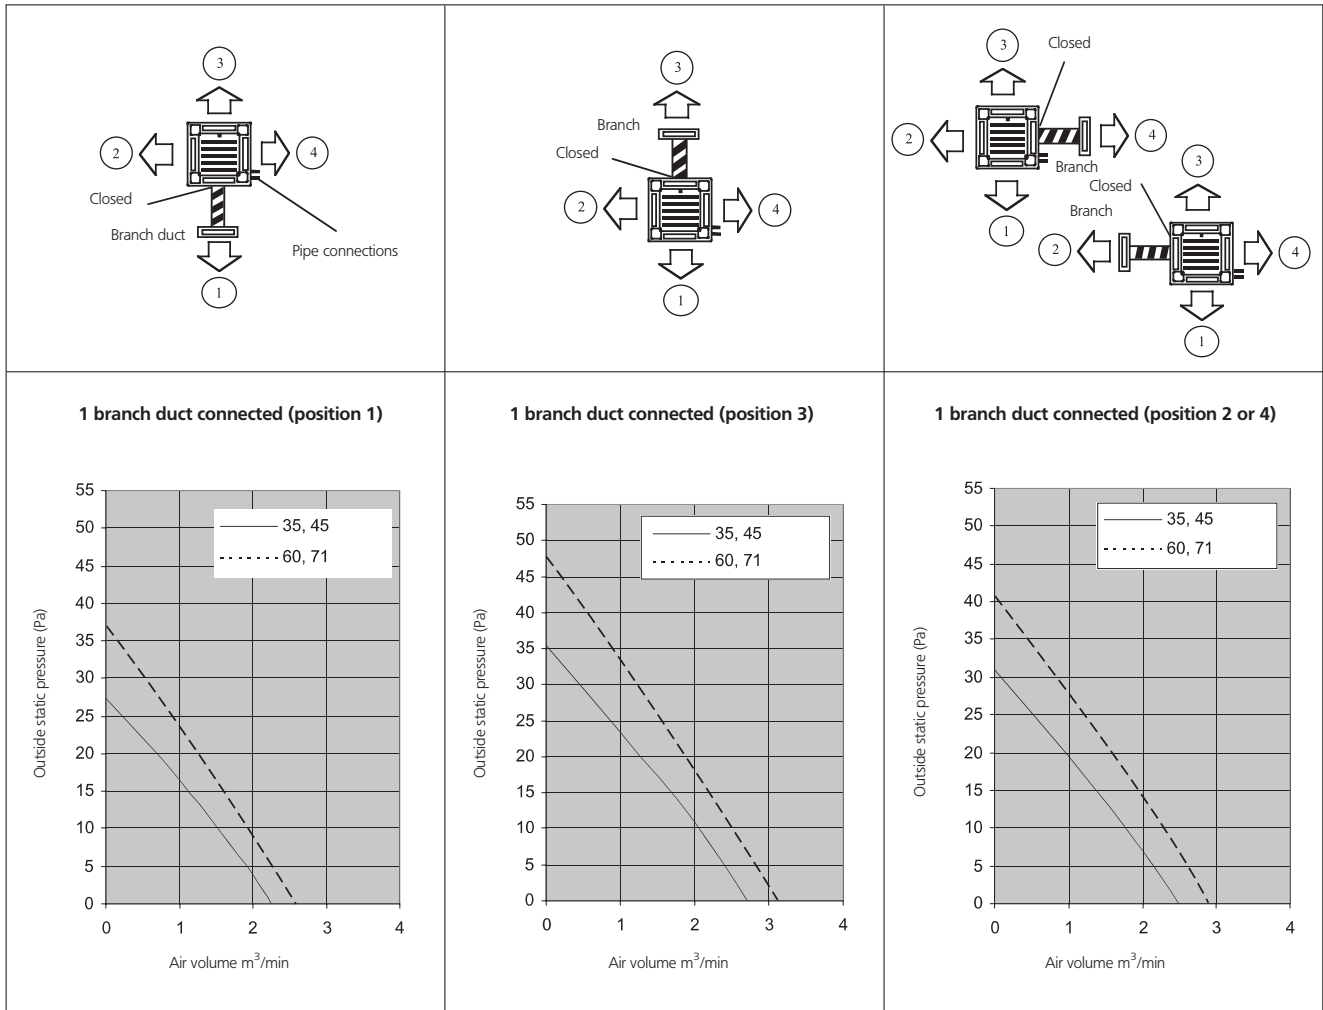 3
2
4
Closed
Branch duct
Pipe connections
1
3
Branch
Closed
2
4
1
3
Closed
2
4
Branch
1
3
Closed
Branch
2
4
1
1 branch duct connected (position 1)
55
50
45
40
35
30
25
20
15
10
5
0
35, 45
60, 71
Outside static pressure (Pa)
0 1 2 3 4
Air volume m³/min
1 branch duct connected (position 3)
55
50
45
40
35
30
25
20
15
10
5
0
35, 45
60, 71
Outside static pressure (Pa)
0 1 2 3 4
Air volume m³/min
1 branch duct connected (position 2 or 4)
55
50
45
40
35
30
25
20
15
10
5
0
35, 45
60, 71
Outside static pressure (Pa)
0 1 2 3 4
Air volume m³/min